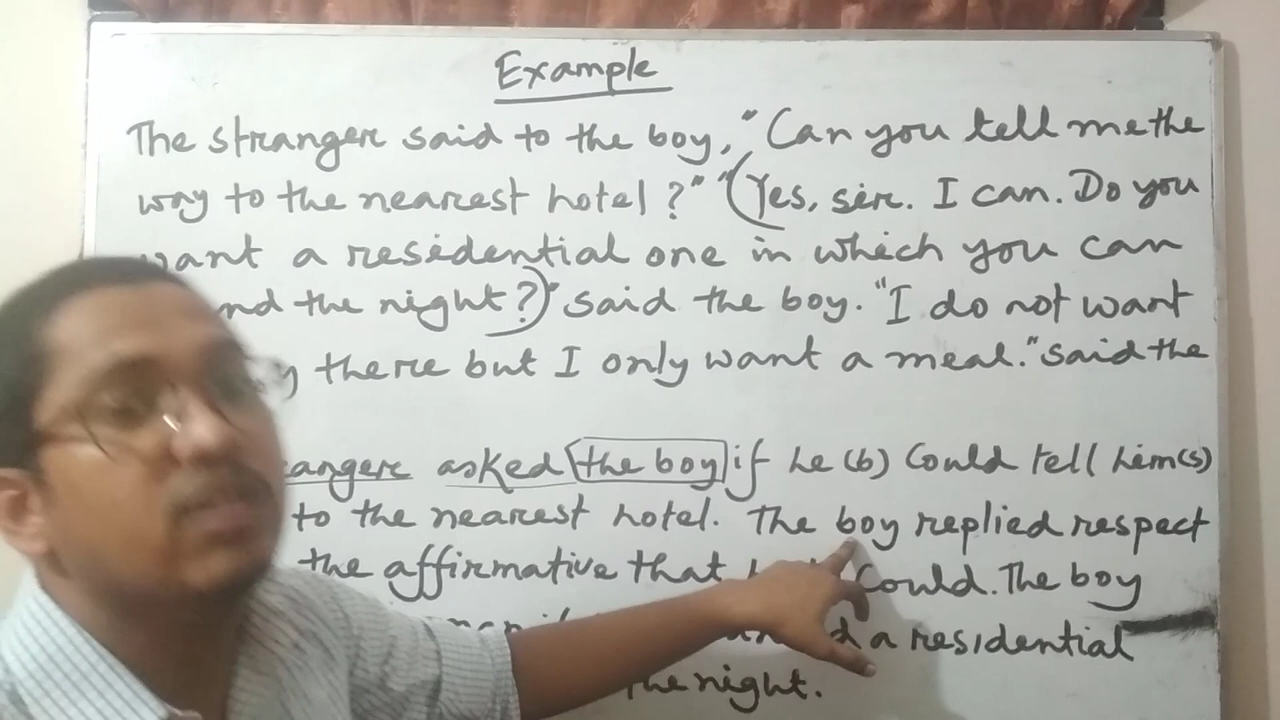 Example
The stranger said to the boy, "Can you tell me the
way to the nearest hotel ?" "(Yes, sir. I can. Do you
want a residential one in which you can
nd the night?)" said the boy. "I do not want
y there but I only want a meal." said the
anger asked the boy if he (b) could tell him (s)
to the nearest hotel. The boy replied respect
the affirmative that could. The boy
a residential
the night.